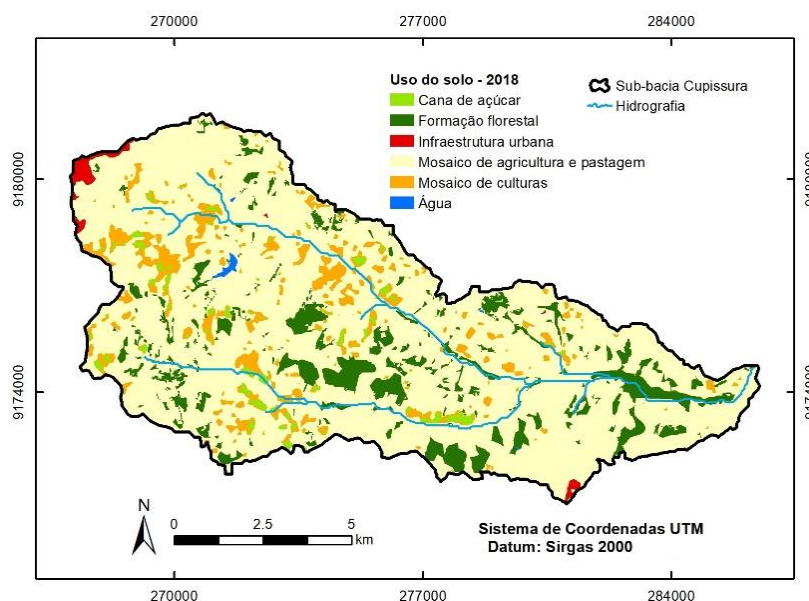 270000
277000
284000
Uso do solo - 2018
Cana de açúcar
Formação florestal
Infraestrutura urbana
Mosaico de agricultura e pastagem
Mosaico de culturas
Água
Sub-bacia Cupissura
Hidrografia
9180000
9180000
9174000
9174000
N
0
2.5
5
km
Sistema de Coordenadas UTM
Datum: Sirgas 2000
270000
277000
284000